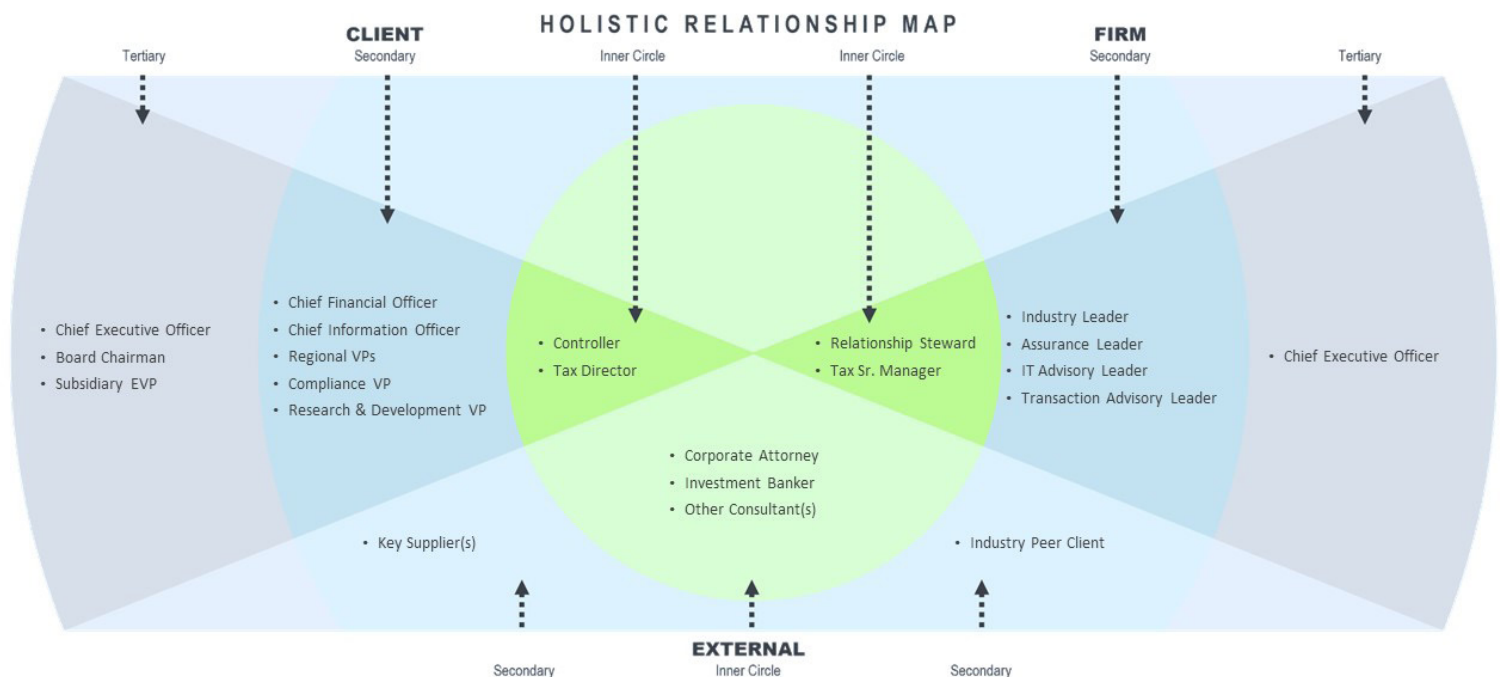 HOLISTIC RELATIONSHIP MAP
CLIENT
FIRM
Tertiary
Secondary
Inner Circle
Inner Circle
Secondary
Tertiary
• Chief Executive Officer
• Board Chairman
• Subsidiary EVP
• Chief Financial Officer
• Chief Information Officer
• Regional VPs
• Compliance VP
• Research & Development VP
• Controller
• Tax Director
• Relationship Steward
• Tax Sr. Manager
• Industry Leader
• Assurance Leader
• IT Advisory Leader
• Transaction Advisory Leader
• Chief Executive Officer
• Corporate Attorney
• Investment Banker
• Other Consultant(s)
• Key Supplier(s)
• Industry Peer Client
EXTERNAL
Secondary
Inner Circle
Secondary